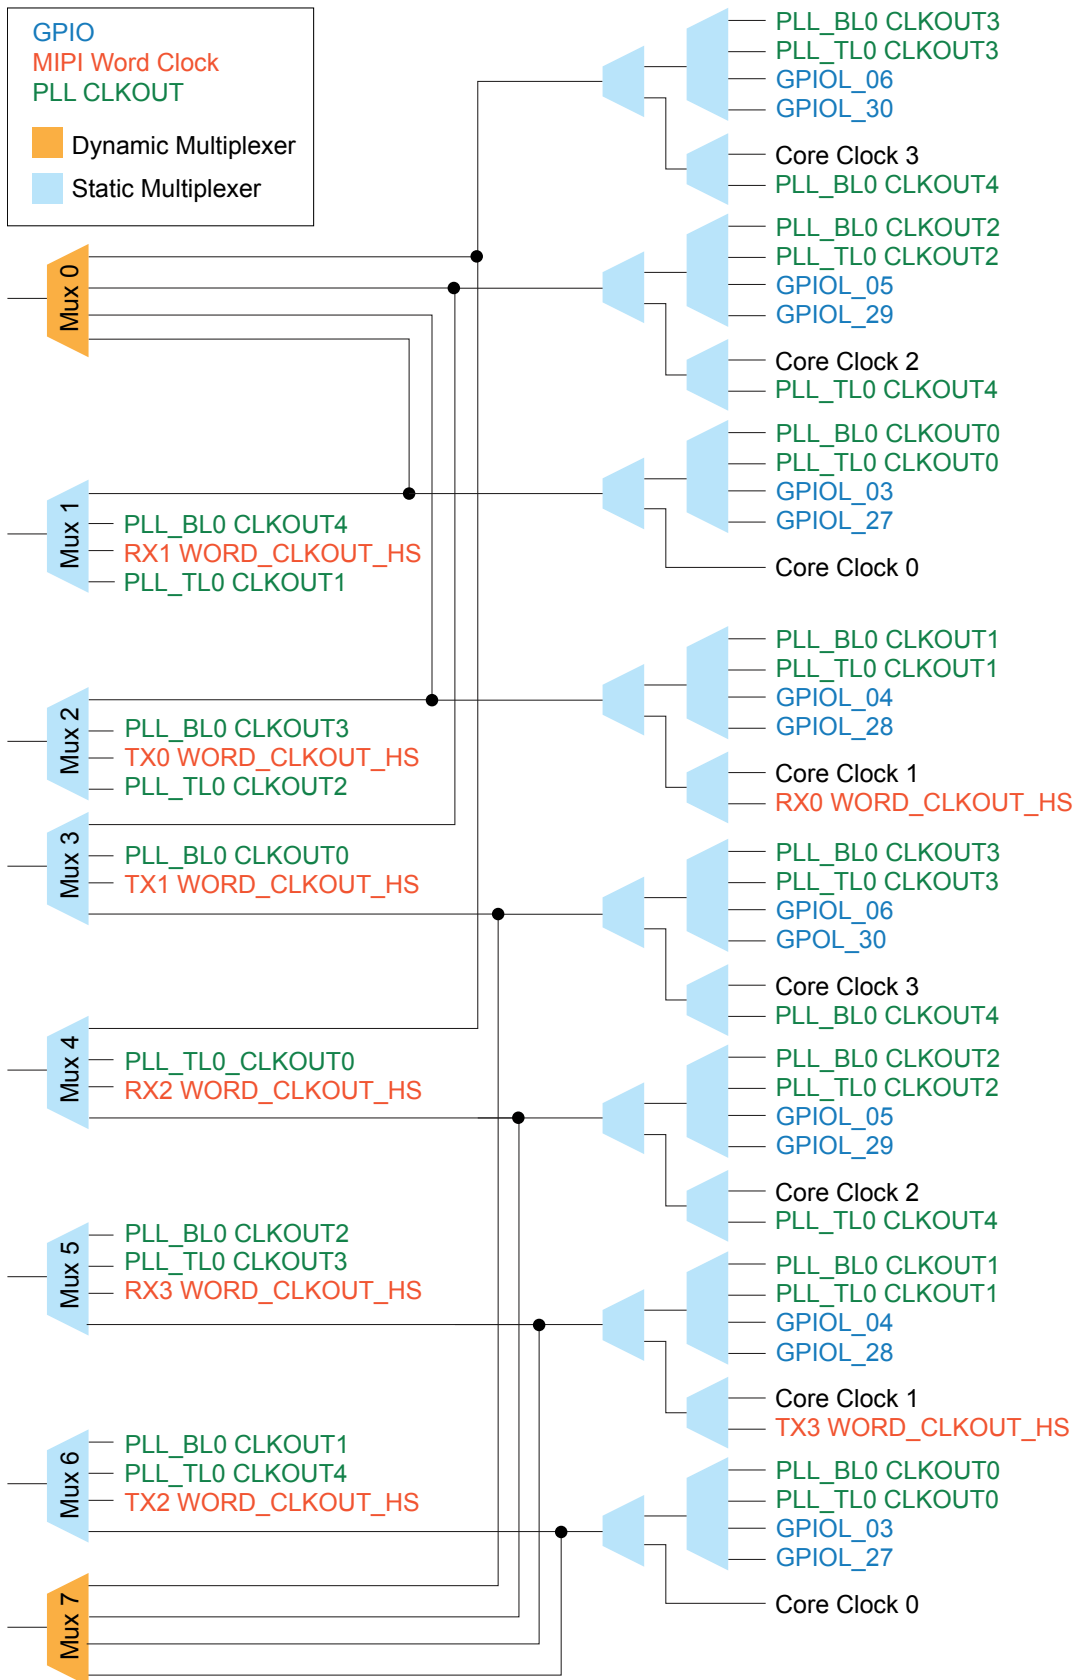 GPIO
MIPI Word Clock
PLL CLKOUT
Dynamic Multiplexer
Static Multiplexer
Mux 0
Mux 1
PLL_BL0 CLKOUT4
RX1 WORD_CLKOUT_HS
PLL_TL0 CLKOUT1
Mux 2
PLL_BL0 CLKOUT3
TX0 WORD_CLKOUT_HS
PLL_TL0 CLKOUT2
Mux 3
PLL_BL0 CLKOUT0
TX1 WORD_CLKOUT_HS
Mux 4
PLL_TL0_CLKOUT0
RX2 WORD_CLKOUT_HS
Mux 5
PLL_BL0 CLKOUT2
PLL_TL0 CLKOUT3
RX3 WORD_CLKOUT_HS
Mux 6
PLL_BL0 CLKOUT1
PLL_TL0 CLKOUT4
TX2 WORD_CLKOUT_HS
Mux 7
PLL_BL0 CLKOUT3
PLL_TL0 CLKOUT3
GPIOL_06
GPIOL_30
Core Clock 3
PLL_BL0 CLKOUT4
PLL_BL0 CLKOUT2
PLL_TL0 CLKOUT2
GPIOL_05
GPIOL_29
Core Clock 2
PLL_TL0 CLKOUT4
PLL_BL0 CLKOUT0
PLL_TL0 CLKOUT0
GPIOL_03
GPIOL_27
Core Clock 0
PLL_BL0 CLKOUT1
PLL_TL0 CLKOUT1
GPIOL_04
GPIOL_28
Core Clock 1
RX0 WORD_CLKOUT_HS
PLL_BL0 CLKOUT3
PLL_TL0 CLKOUT3
GPIOL_06
GPOL_30
Core Clock 3
PLL_BL0 CLKOUT4
PLL_BL0 CLKOUT2
PLL_TL0 CLKOUT2
GPIOL_05
GPIOL_29
Core Clock 2
PLL_TL0 CLKOUT4
PLL_BL0 CLKOUT1
PLL_TL0 CLKOUT1
GPIOL_04
GPIOL_28
Core Clock 1
TX3 WORD_CLKOUT_HS
PLL_BL0 CLKOUT0
PLL_TL0 CLKOUT0
GPIOL_03
GPIOL_27
Core Clock 0